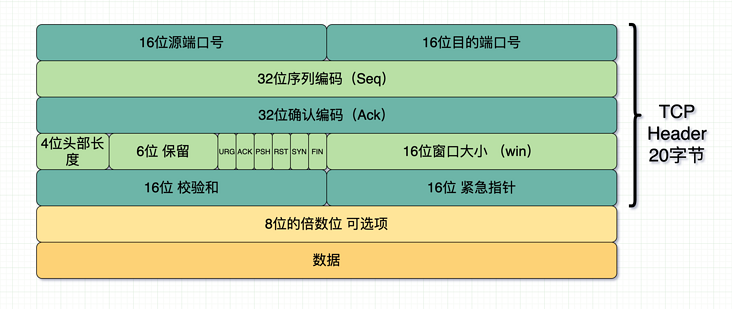 16位源端口号
16位目的端口号
32位序列编码（Seq）
32位确认编码（Ack）
4位头部长
度
6位 保留
URG
ACK
PSH
RST
SYN
FIN
16位窗口大小 （win）
16位 校验和
16位 紧急指针
8位的倍数位 可选项
数据
TCP
Header
20字节